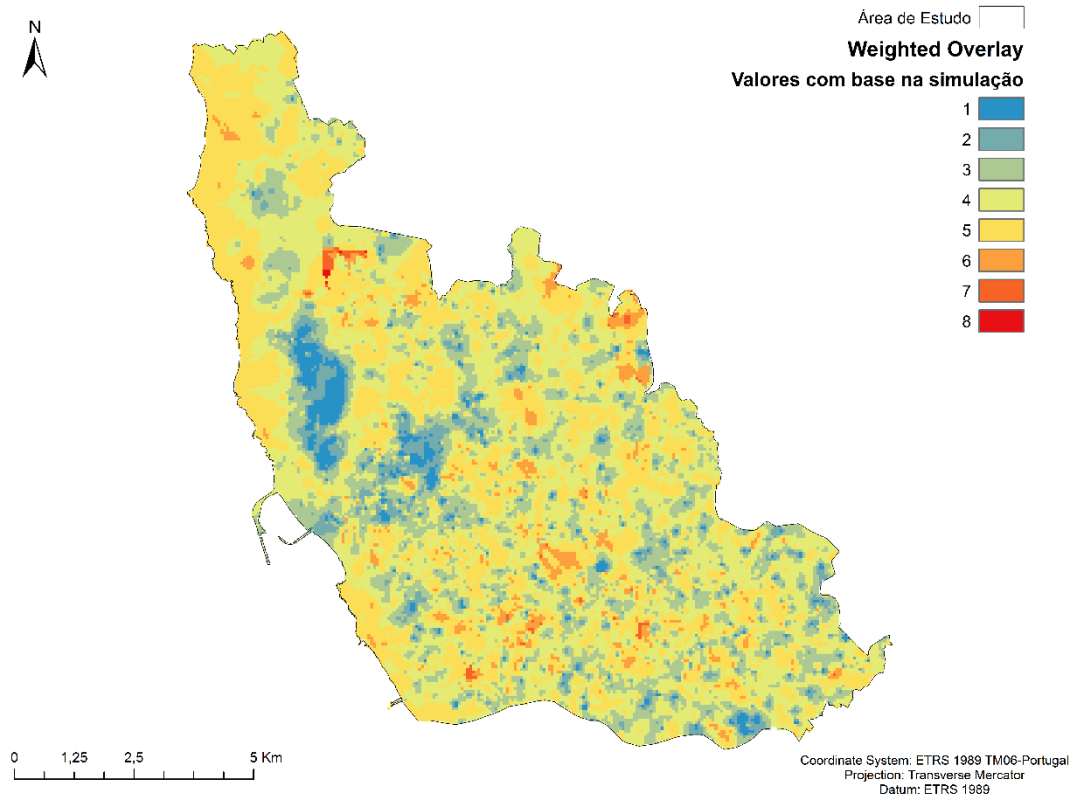 N
Área de Estudo
Weighted Overlay
Valores com base na simulação
1
2
3
4
5
6
7
8
0 1,25 2,5 5 Km
Coordinate System: ETRS 1989 TM06-Portugal
Projection: Transverse Mercator
Datum: ETRS 1989